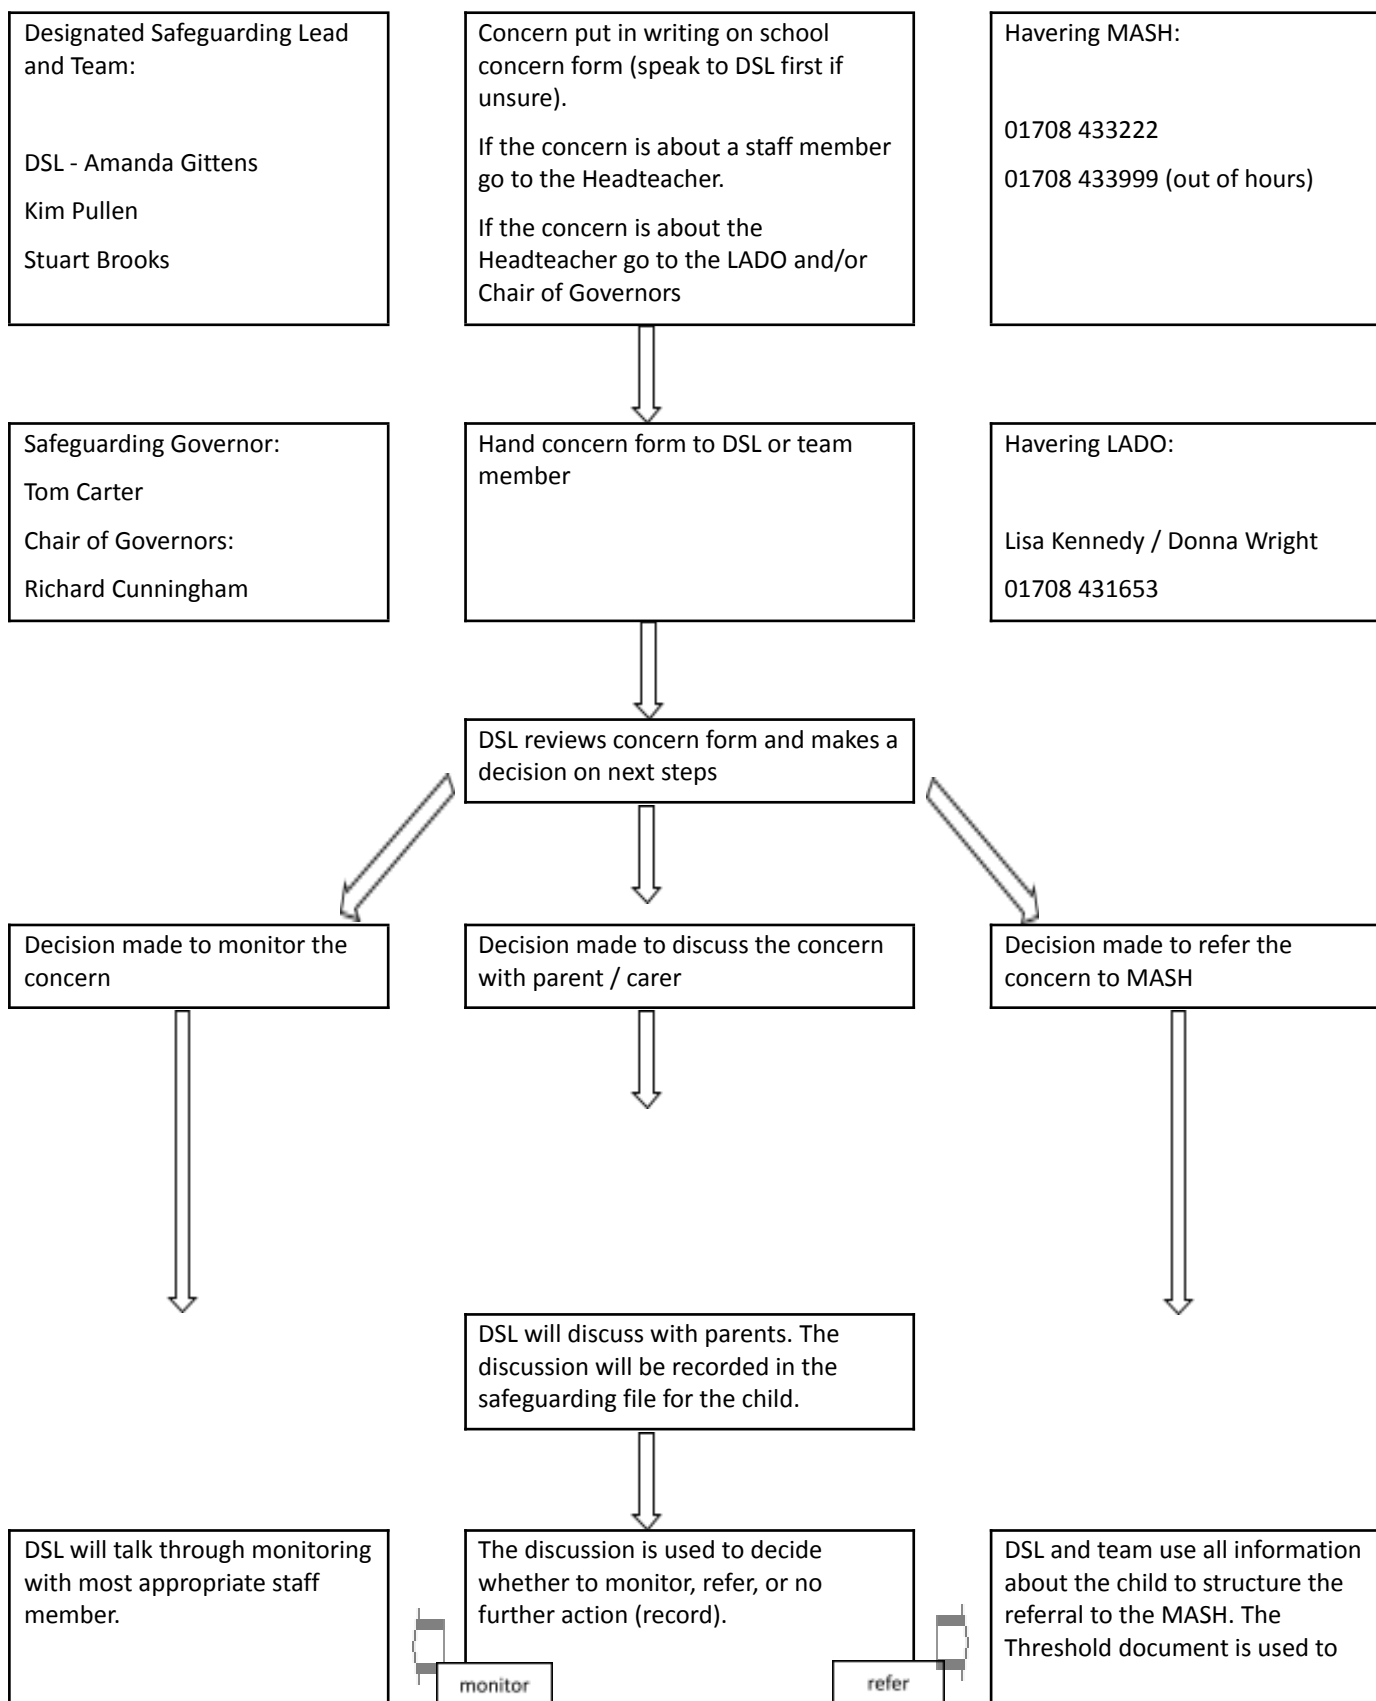 Designated Safeguarding Lead
and Team:
DSL - Amanda Gittens
Kim Pullen
Stuart Brooks
Concern put in writing on school
concern form (speak to DSL first if
unsure).
If the concern is about a staff member
go to the Headteacher.
If the concern is about the
Headteacher go to the LADO and/or
Chair of Governors
Havering MASH:
01708 433222
01708 433999 (out of hours)
Safeguarding Governor:
Tom Carter
Chair of Governors:
Richard Cunningham
Hand concern form to DSL or team
member
Havering LADO:
Lisa Kennedy / Donna Wright
01708 431653
DSL reviews concern form and makes a
decision on next steps
Decision made to monitor the
concern
Decision made to discuss the concern
with parent / carer
Decision made to refer the
concern to MASH
DSL will discuss with parents. The
discussion will be recorded in the
safeguarding file for the child.
DSL will talk through monitoring
with most appropriate staff
member.
The discussion is used to decide
whether to monitor, refer, or no
further action (record).
monitor
refer
DSL and team use all information
about the child to structure the
referral to the MASH. The
Threshold document is used to